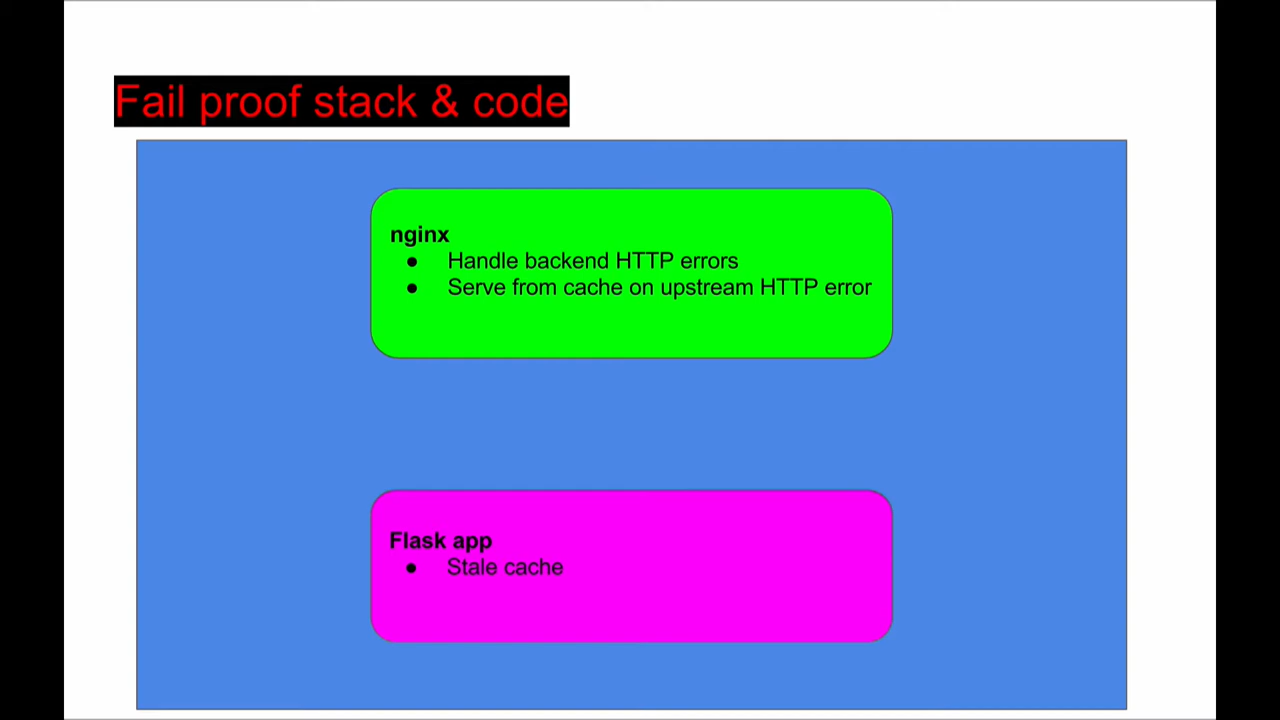 Fail proof stack & code
nginx
● Handle backend HTTP errors
● Serve from cache on upstream HTTP error
Flask app
● Stale cache